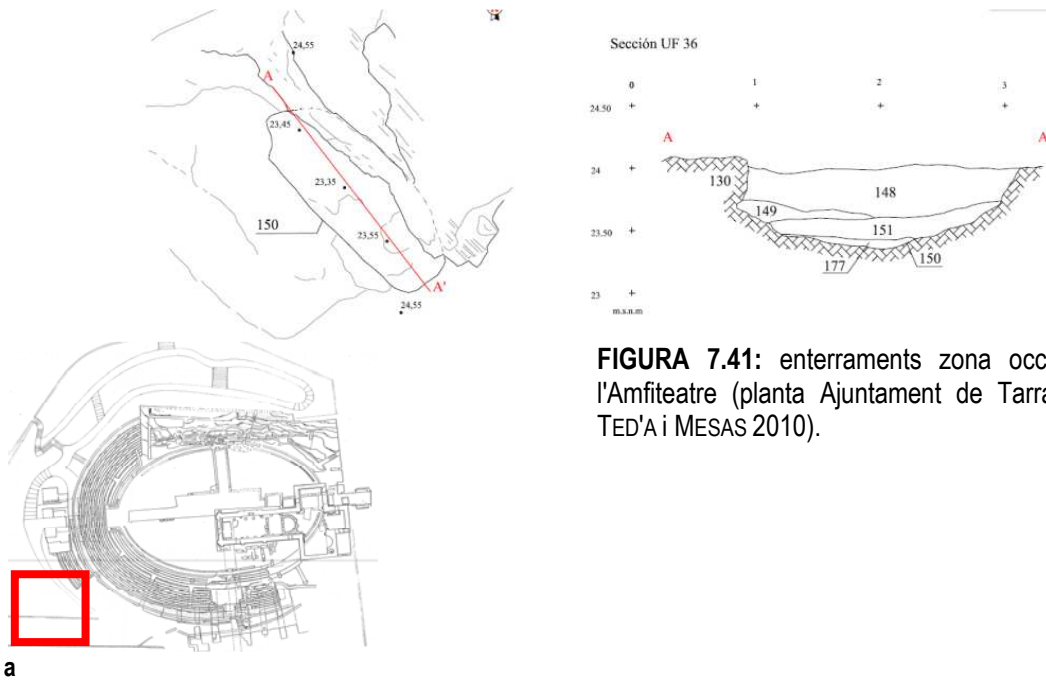 24,55
A
23,45
23,35
150
23,55
A'
24,55
Sección UF 36
0 1 2 3
24.50
A A
24
130 148
149
151
23.50
177 150
23
m.s.n.m
FIGURA 7.41: enterraments zona occ
l'Amfiteatre (planta Ajuntament de Tarra
TED'A i MESAS 2010).
a